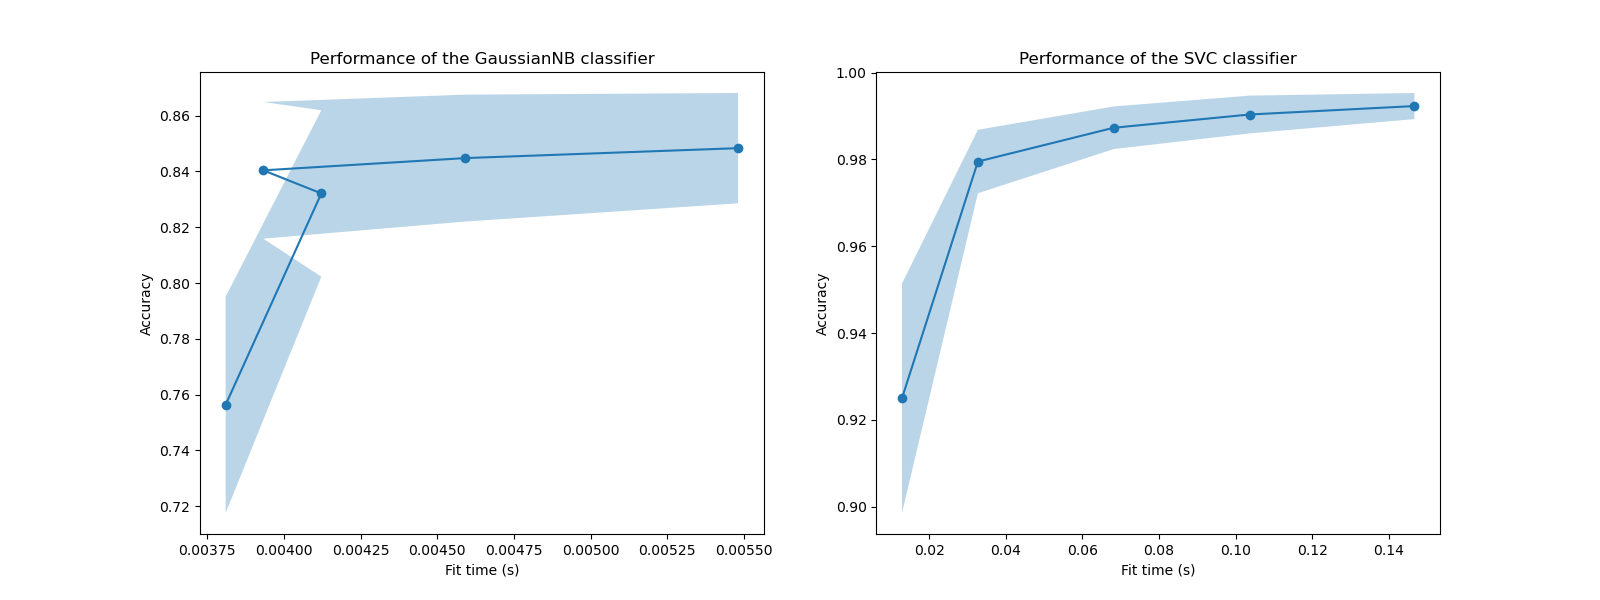 Performance of the GaussianNB classifier
Accuracy
0.86
0.84
0.82
0.80
0.78
0.76
0.74
0.72
0.00375 0.00400 0.00425 0.00450 0.00475 0.00500 0.00525 0.00550
Fit time (s)
Performance of the SVC classifier
Accuracy
1.00
0.98
0.96
0.94
0.92
0.90
0.02 0.04 0.06 0.08 0.10 0.12 0.14
Fit time (s)